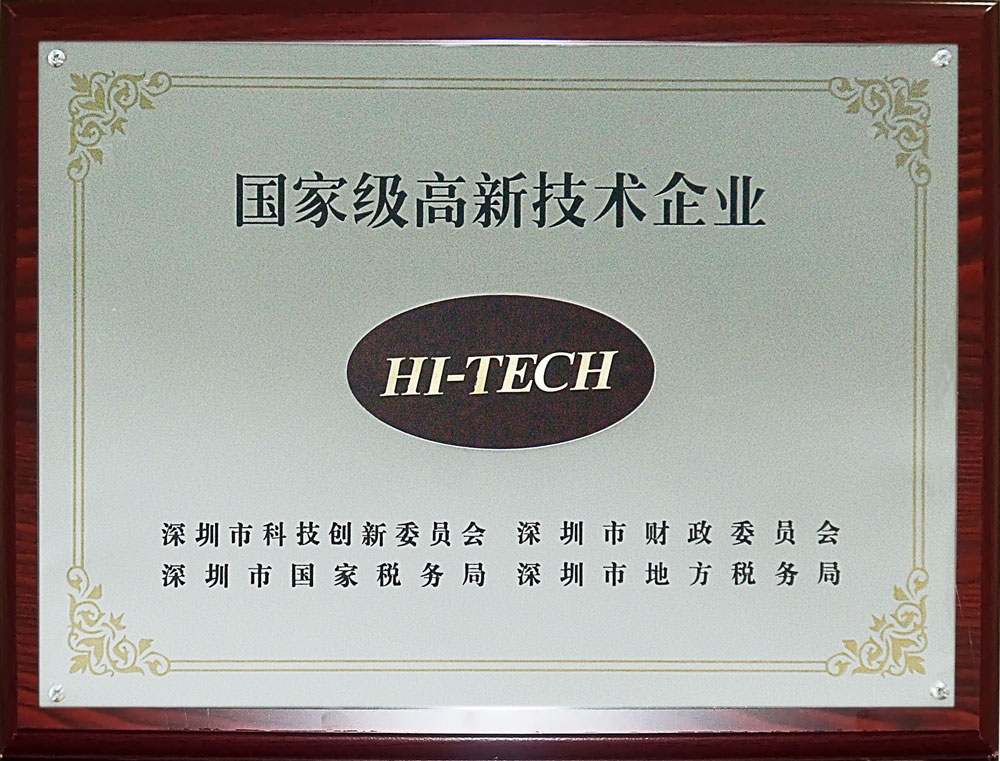 国家级高新技术企业
HI-TECH
深圳市科技创新委员会 深圳市财政委员会
深圳市国家税务局 深圳市地方税务局